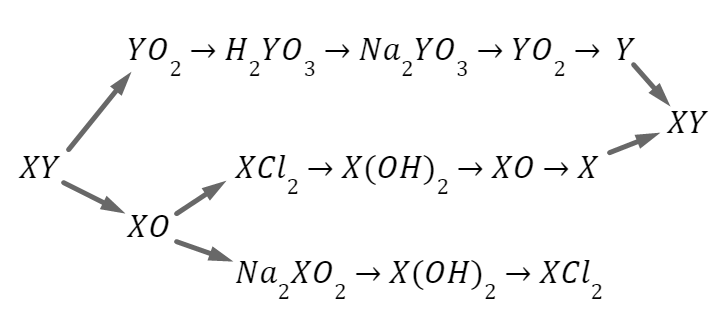 YO₂ → H₂YO₃ → Na₂YO₃ → YO₂ → Y
XY
XY
XCl₂ → X(OH)₂ → XO → X
XO
Na₂XO₂ → X(OH)₂ → XCl₂